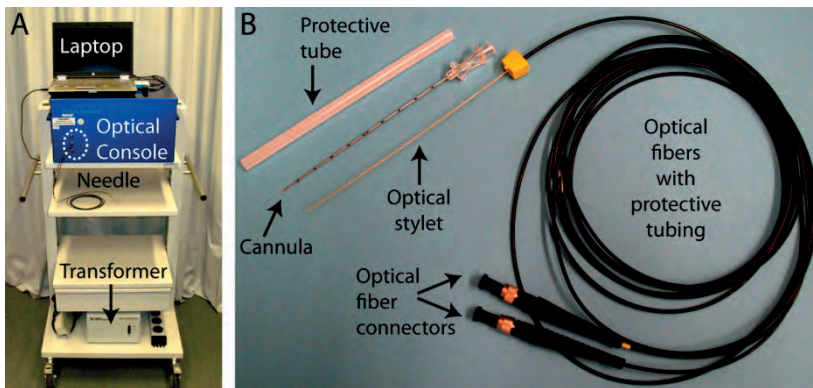 A
Laptop
Optical
Console
Needle
Transformer
B
Protective
tube
Cannula
Optical
stylet
Optical
fiber
connectors
Optical
fibers
with
protective
tubing